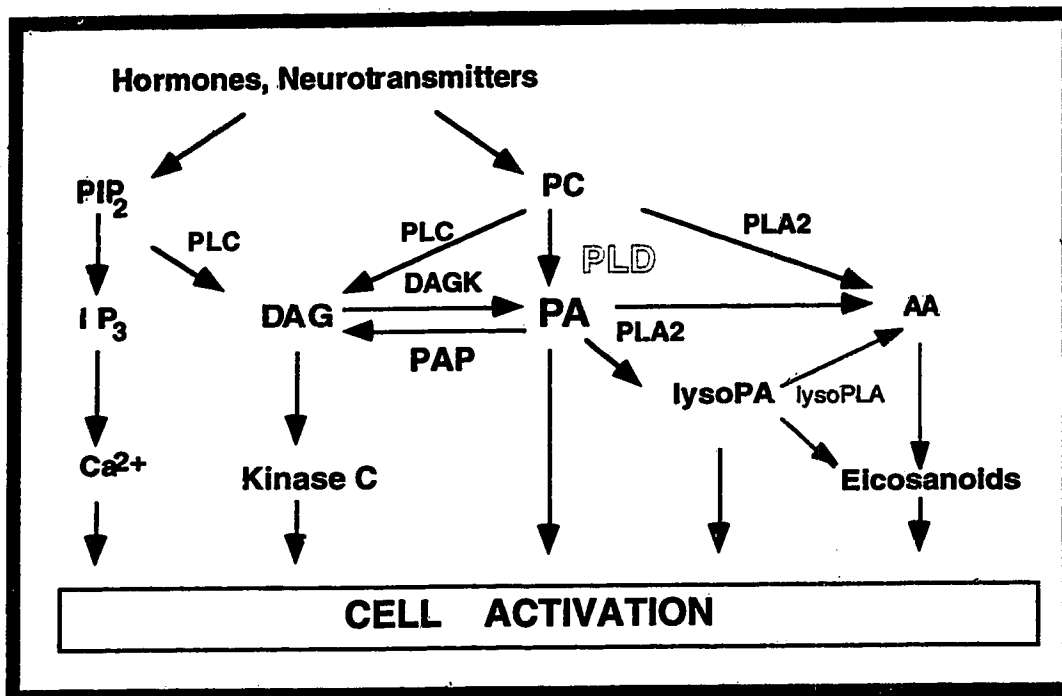 Hormones, Neurotransmitters
PIP2
PC
PLC
PLC
PLD
PLA2
DAGK
IP3
DAG
PA
PLA2
AA
PAP
lysoPA
lysoPLA
Ca2+
Kinase C
Eicosanoids
CELL ACTIVATION